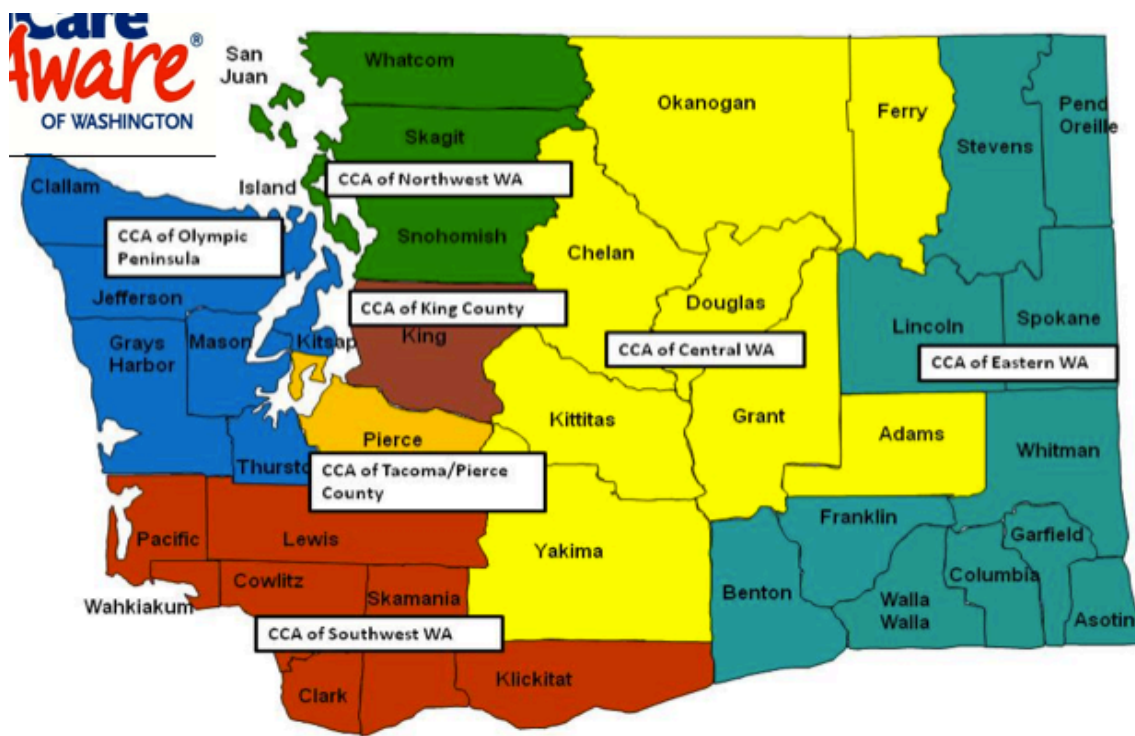 Care
Aware®
OF WASHINGTON
San
Juan
Whatcom
Okanogan
Ferry
Pend
Oreille
Stevens
Skagit
CCA of Northwest WA
Island
Clallam
CCA of Olympic
Peninsula
Snohomish
Chelan
Jefferson
CCA of King County
King
Douglas
Lincoln
Spokane
Grays
Harbor
Mason
Kitsap
CCA of Central WA
CCA of Eastern WA
Kittitas
Grant
Adams
Pierce
Whitman
Thursto
CCA of Tacoma/Pierce
County
Franklin
Garfield
Pacific
Lewis
Yakima
Cowlitz
Skamania
Benton
Columbia
Wahkiakum
Walla
Walla
Asotin
CCA of Southwest WA
Clark
Klickitat